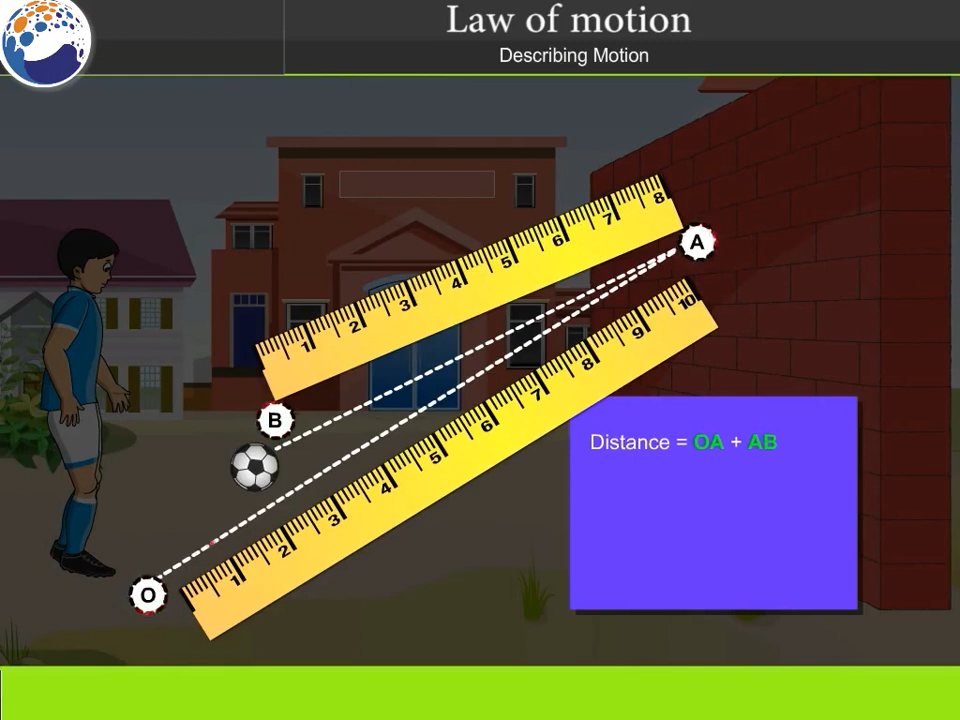 Law of motion
Describing Motion
1 2 3 4 5 6 7 8
A
1 2 3 4 5 6 7 8 9 10
B
Distance = OA + AB
O